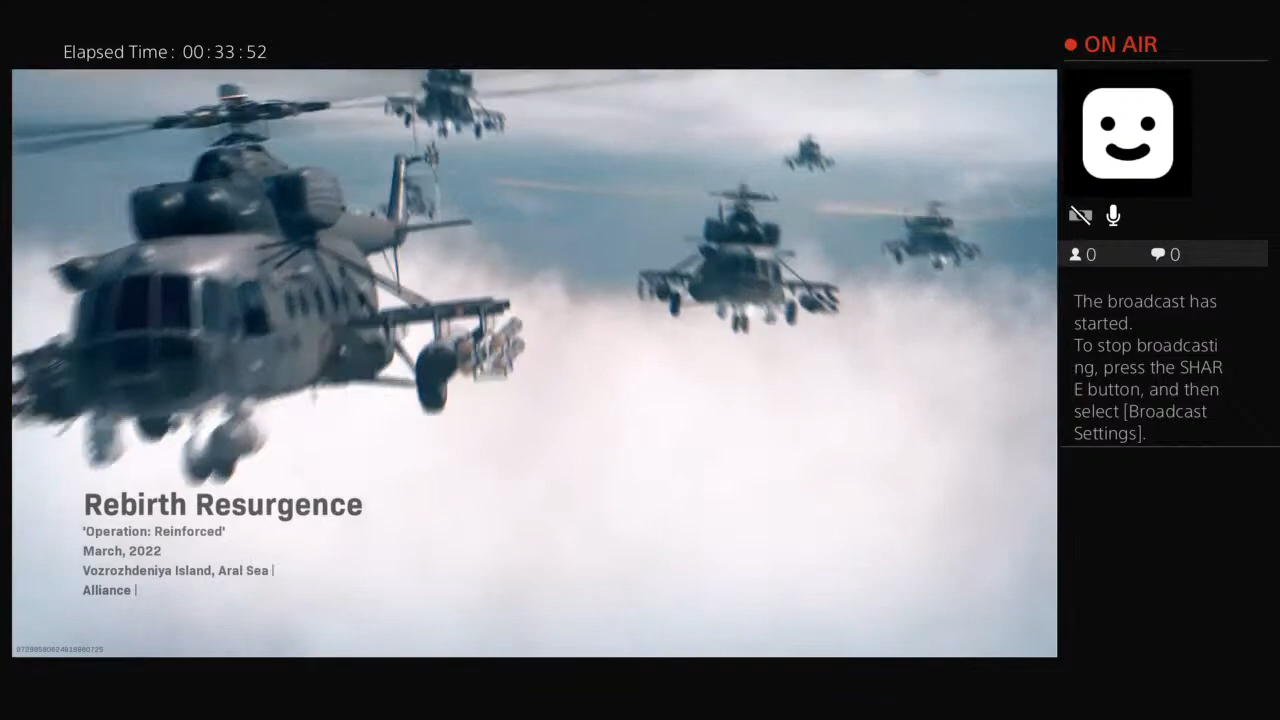 Elapsed Time: 00:33:52
ON AIR
0 0
The broadcast has
started.
To stop broadcasti
ng, press the SHAR
E button, and then
select [Broadcast
Settings].
Rebirth Resurgence
'Operation: Reinforced'
March, 2022
Vozrozhdeniya Island, Aral Sea |
Alliance |